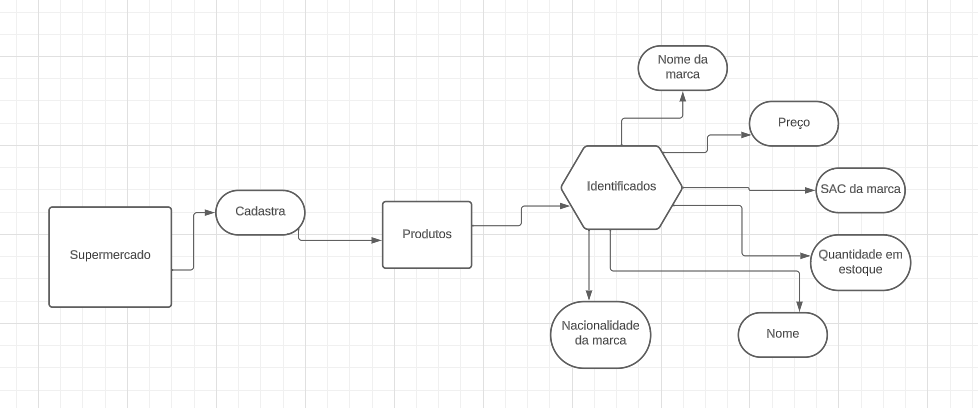 Supermercado
Cadastra
Produtos
Identificados
Nome da
marca
Preço
SAC da marca
Quantidade em
estoque
Nome
Nacionalidade
da marca